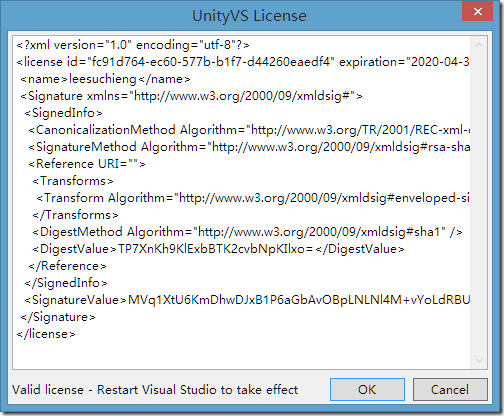 UnityVS License
<?xml version="1.0" encoding="utf-8"?>
<license id="fc91d764-ec60-577b-b1f7-d44260eaedf4" expiration="2020-04-3
<name>leesuchieng</name>
<Signature xmlns="http://www.w3.org/2000/09/xmldsig#">
<SignedInfo>
<CanonicalizationMethod Algorithm="http://www.w3.org/TR/2001/REC-xml-c
<SignatureMethod Algorithm="http://www.w3.org/2000/09/xmldsig#rsa-sha
<Reference URI="">
<Transforms>
<Transform Algorithm="http://www.w3.org/2000/09/xmldsig#enveloped-si
</Transforms>
<DigestMethod Algorithm="http://www.w3.org/2000/09/xmldsig#sha1" />
<DigestValue>TP7XnKh9KlExbBTK2cvbNpKIlxo=</DigestValue>
</Reference>
</SignedInfo>
<SignatureValue>MVq1XtU6KmDhwDJxB1P6aGbAvOBpLNLNl4M+vYoLdRBU
</Signature>
</license>
Valid license - Restart Visual Studio to take effect
OK
Cancel